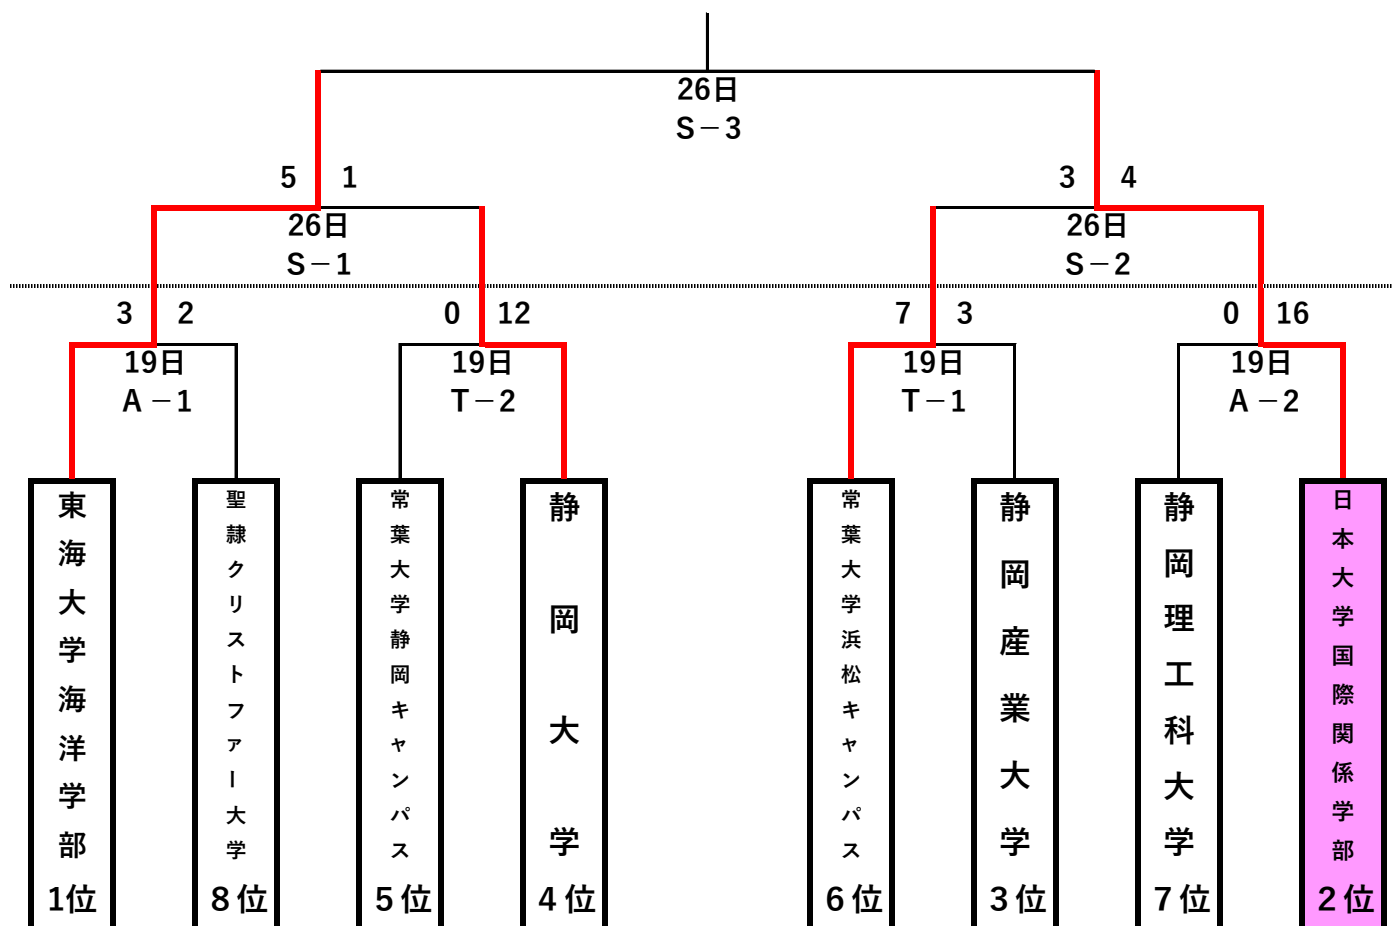 26日
S－3
5 1
3 4
26日
S－1
26日
S－2
3 2
0 12
7 3
0 16
19日
A－1
19日
T－2
19日
T－1
19日
A－2
東海大学海洋学部
1位
聖隷クリストファー大学
8位
常葉大学静岡キャンパス
5位
静岡大学
4位
常葉大学浜松キャンパス
6位
静岡産業大学
3位
静岡理工科大学
7位
日本大学国際関係学部
2位